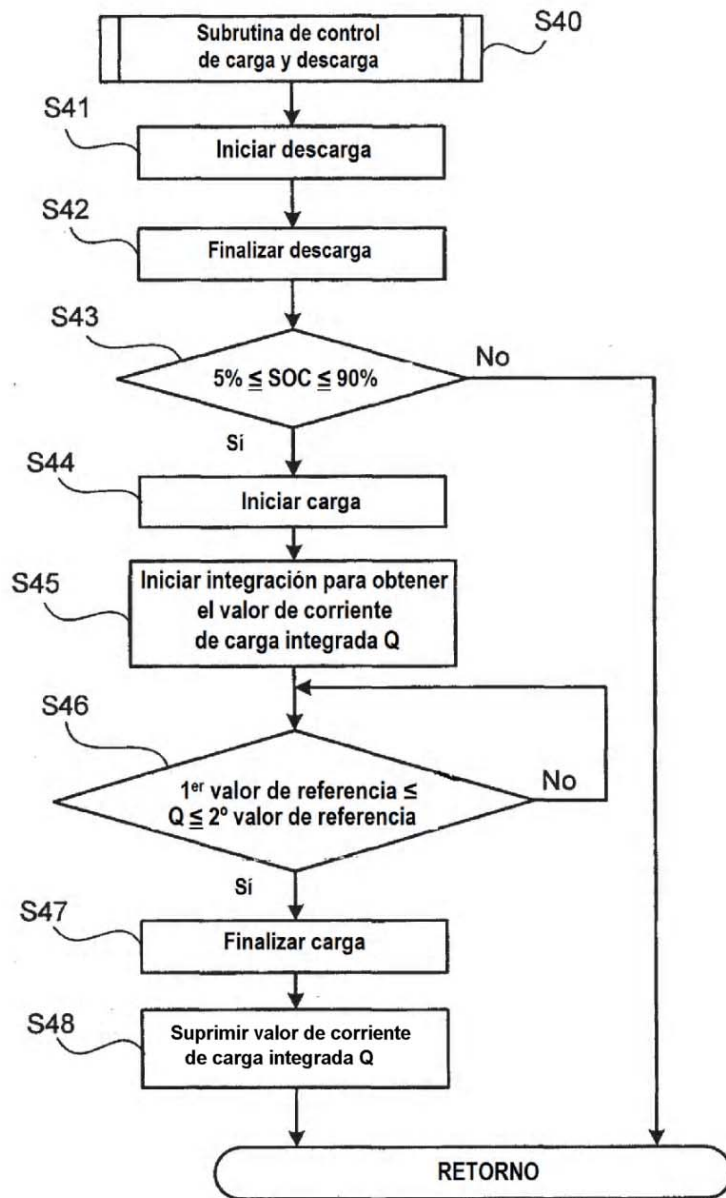 Subrutina de control
de carga y descarga
S40
S41
Iniciar descarga
S42
Finalizar descarga
S43
5% ≦ SOC ≦ 90%
No
Sí
S44
Iniciar carga
S45
Iniciar integración para obtener
el valor de corriente
de carga integrada Q
S46
1er valor de referencia ≦
Q ≦ 2º valor de referencia
No
Sí
S47
Finalizar carga
S48
Suprimir valor de corriente
de carga integrada Q
RETORNO